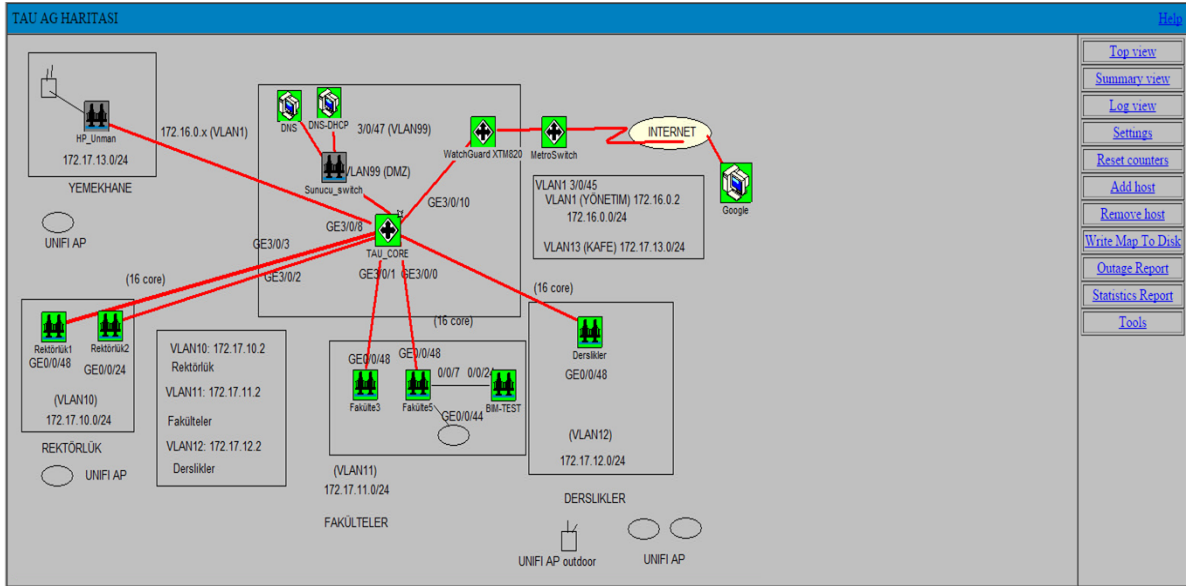 TAU AG HARITASI
Help
Top view
Summary view
Log view
Settings
Reset counters
Add host
Remove host
Write Map To Disk
Outage Report
Statistics Report
Tools
HP_Unman
172.16.0.x (VLAN1)
172.17.13.0/24
YEMEKHANE
UNIFI AP
DNS
DNS-DHCP
3/0/47 (VLAN99)
VLAN99 (DMZ)
Sunucu_switch
WatchGuard XTM820
MetroSwitch
INTERNET
Google
GE3/0/10
VLAN1 3/0/45
VLAN1 (YÖNETIM) 172.16.0.2
172.16.0.0/24
VLAN13 (KAFE) 172.17.13.0/24
GE3/0/8
GE3/0/3
TAU_CORE
GE3/0/2
GE3/0/1
GE3/0/0
(16 core)
(16 core)
(16 core)
Rektörlük1
Rektörlük2
GE0/0/48
GE0/0/24
(VLAN10)
172.17.10.0/24
REKTÖRLÜK
UNIFI AP
VLAN10: 172.17.10.2
Rektörlük
VLAN11: 172.17.11.2
Fakülteler
VLAN12: 172.17.12.2
Derslikler
GE0/0/48
GE0/0/48
0/0/7
0/0/24
Fakülte3
Fakülte5
BIM-TEST
GE0/0/44
(VLAN11)
172.17.11.0/24
FAKÜLTELER
Derslikler
GE0/0/48
(VLAN12)
172.17.12.0/24
DERSLIKLER
UNIFI AP outdoor
UNIFI AP